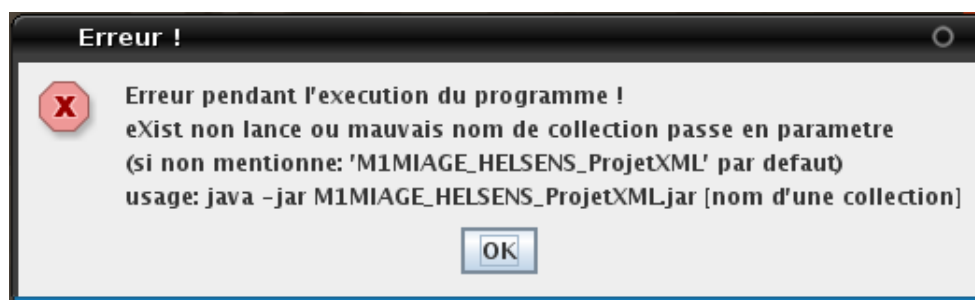 Erreur !
Erreur pendant l'execution du programme !
eXist non lance ou mauvais nom de collection passe en parametre
(si non mentionne: 'M1MIAGE_HELSENS_ProjetXML' par defaut)
usage: java -jar M1MIAGE_HELSENS_ProjetXML.jar [nom d'une collection]
OK